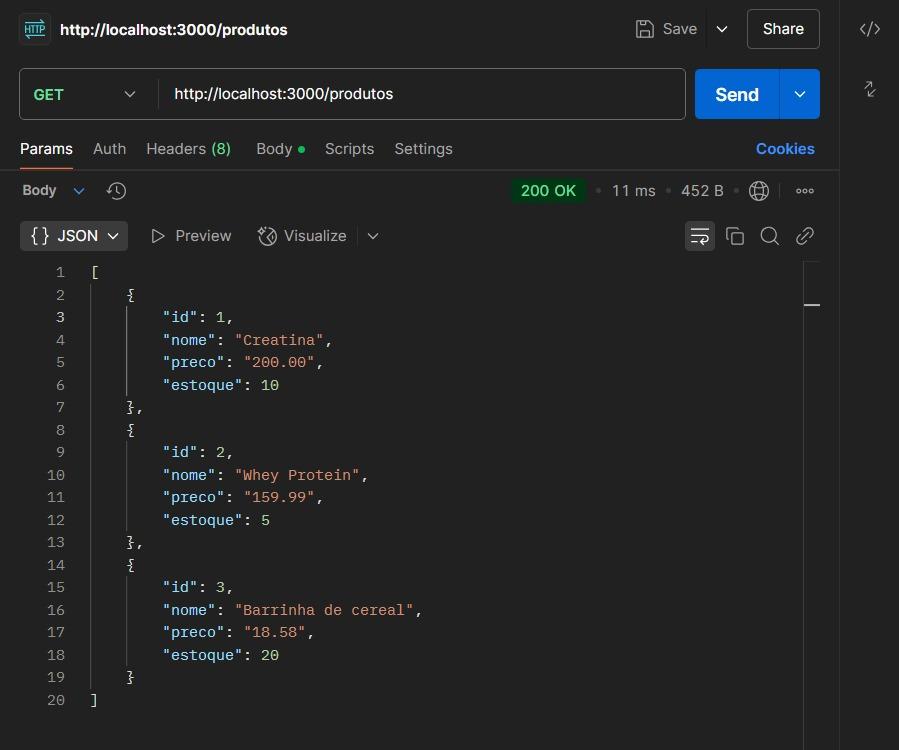 HTTP http://localhost:3000/produtos Save Share
GET http://localhost:3000/produtos Send
Params Auth Headers (8) Body Scripts Settings Cookies
Body 200 OK 11 ms 452 B
{} JSON Preview Visualize
1 [
2 {
3 "id": 1,
4 "nome": "Creatina",
5 "preco": "200.00",
6 "estoque": 10
7 },
8 {
9 "id": 2,
10 "nome": "Whey Protein",
11 "preco": "159.99",
12 "estoque": 5
13 },
14 {
15 "id": 3,
16 "nome": "Barrinha de cereal",
17 "preco": "18.58",
18 "estoque": 20
19 }
20 ]